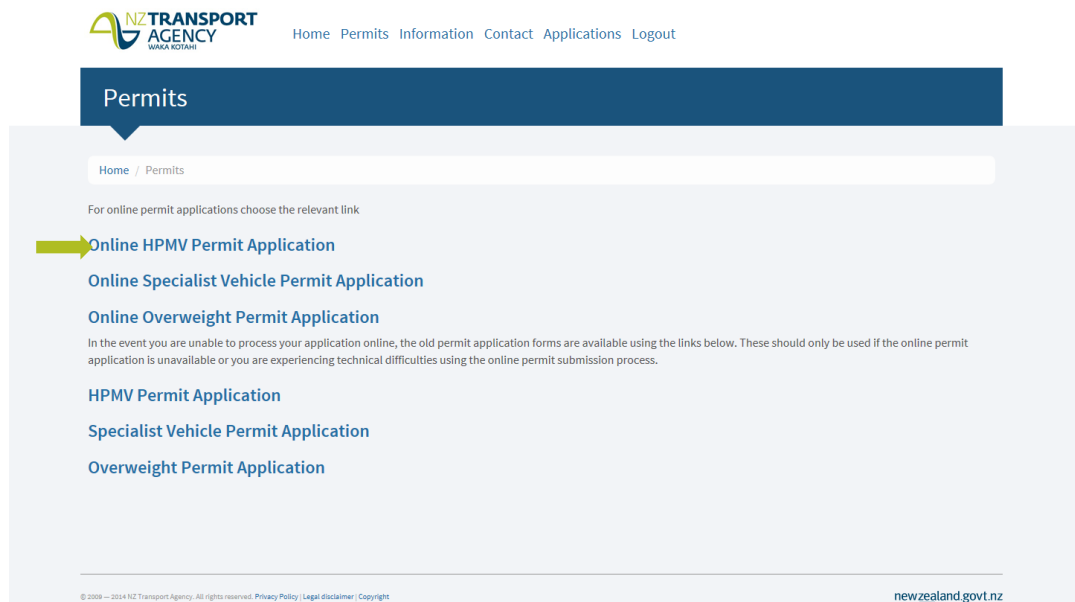 NZ TRANSPORT
AGENCY
WAKA KOTAHI
Home Permits Information Contact Applications Logout
Permits
Home / Permits
For online permit applications choose the relevant link
Online HPMV Permit Application
Online Specialist Vehicle Permit Application
Online Overweight Permit Application
In the event you are unable to process your application online, the old permit application forms are available using the links below. These should only be used if the online permit
application is unavailable or you are experiencing technical difficulties using the online permit submission process.
HPMV Permit Application
Specialist Vehicle Permit Application
Overweight Permit Application
© 2009 — 2014 NZ Transport Agency. All rights reserved. Privacy Policy | Legal disclaimer | Copyright
newzealand.govt.nz